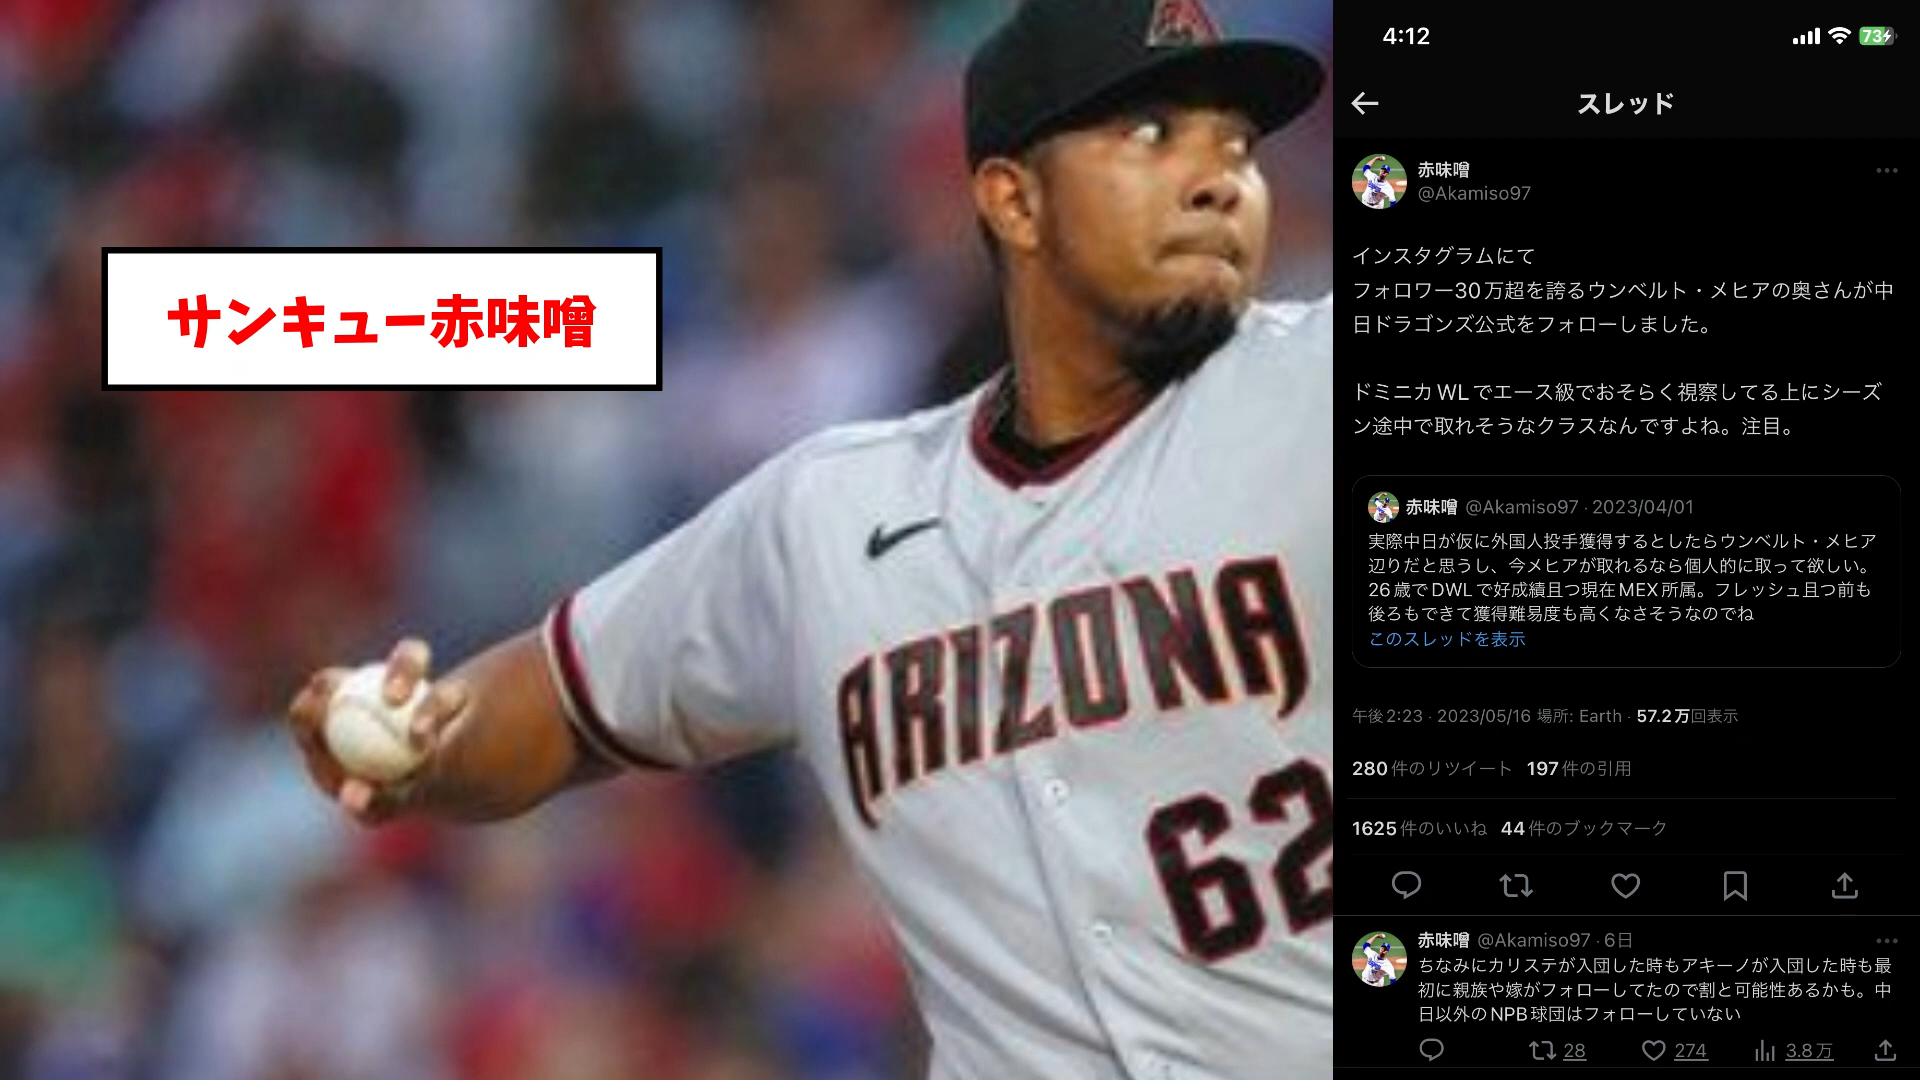 サンキュー赤味噌
A
ARIZONA
62
4:12
73
スレッド
赤味噌
@Akamiso97
インスタグラムにて
フォロワー30万超を誇るウンベルト・メヒアの奥さんが中
日ドラゴンズ公式をフォローしました。
ドミニカWLでエース級でおそらく視察してる上にシーズ
ン途中で取れそうなクラスなんですよね。注目。
赤味噌 @Akamiso97 · 2023/04/01
実際中日が仮に外国人投手獲得するとしたらウンベルト・メヒア
辺りだと思うし、今メヒアが取れるなら個人的に取って欲しい。
26歳でDWLで好成績且つ現在MEX所属。フレッシュ且つ前も
後ろもできて獲得難易度も高くなさそうなのでね
このスレッドを表示
午後2:23 · 2023/05/16 場所: Earth · 57.2万回表示
280件のリツイート 197件の引用
1625件のいいね 44件のブックマーク
赤味噌 @Akamiso97 · 6日
ちなみにカリステが入団した時もアキーノが入団した時も最
初に親族や嫁がフォローしてたので割と可能性あるかも。中
日以外のNPB球団はフォローしていない
28 274 3.8万